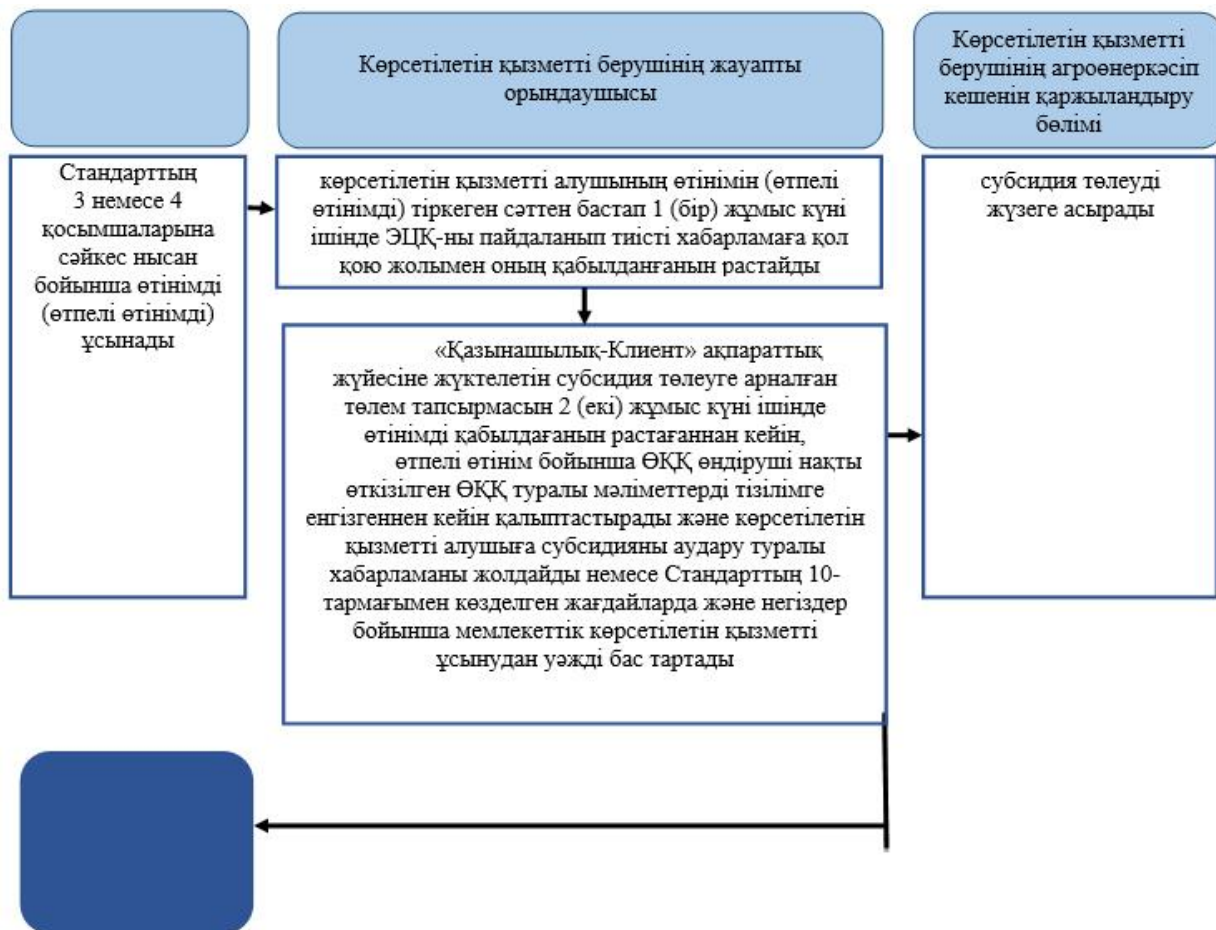 Көрсетілетін қызметті берушінің жауапты
орындаушысы
Көрсетілетін қызметті
берушінің агроөнеркәсіп
кешенін қаржыландыру
бөлімі
Стандарттың
3 немесе 4
қосымшаларына
сәйкес нысан
бойынша өтінімді
(өтпелі өтінімді)
ұсынады
көрсетілетін қызметті алушының өтінімін (өтпелі
өтінімді) тіркеген сәттен бастап 1 (бір) жұмыс күні
ішінде ЭЦҚ-ны пайдаланып тиісті хабарламаға қол
қою жолымен оның қабылданғанын растайды
«Қазынашылық-Клиент» ақпараттық
жүйесіне жүктелетін субсидия төлеуге арналған
төлем тапсырмасын 2 (екі) жұмыс күні ішінде
өтінімді қабылдағанын растағаннан кейін,
өтпелі өтінім бойынша ӨҚҚ өндіруші нақты
өткізілген ӨҚҚ туралы мәліметтерді тізілімге
енгізгеннен кейін қалыптастырады және көрсетілетін
қызметті алушыға субсидияны аудару туралы
хабарламаны жолдайды немесе Стандарттың 10-
тармағымен көзделген жағдайларда және негіздер
бойынша мемлекеттік көрсетілетін қызметті
ұсынудан уәжді бас тартады
субсидия төлеуді
жүзеге асырады